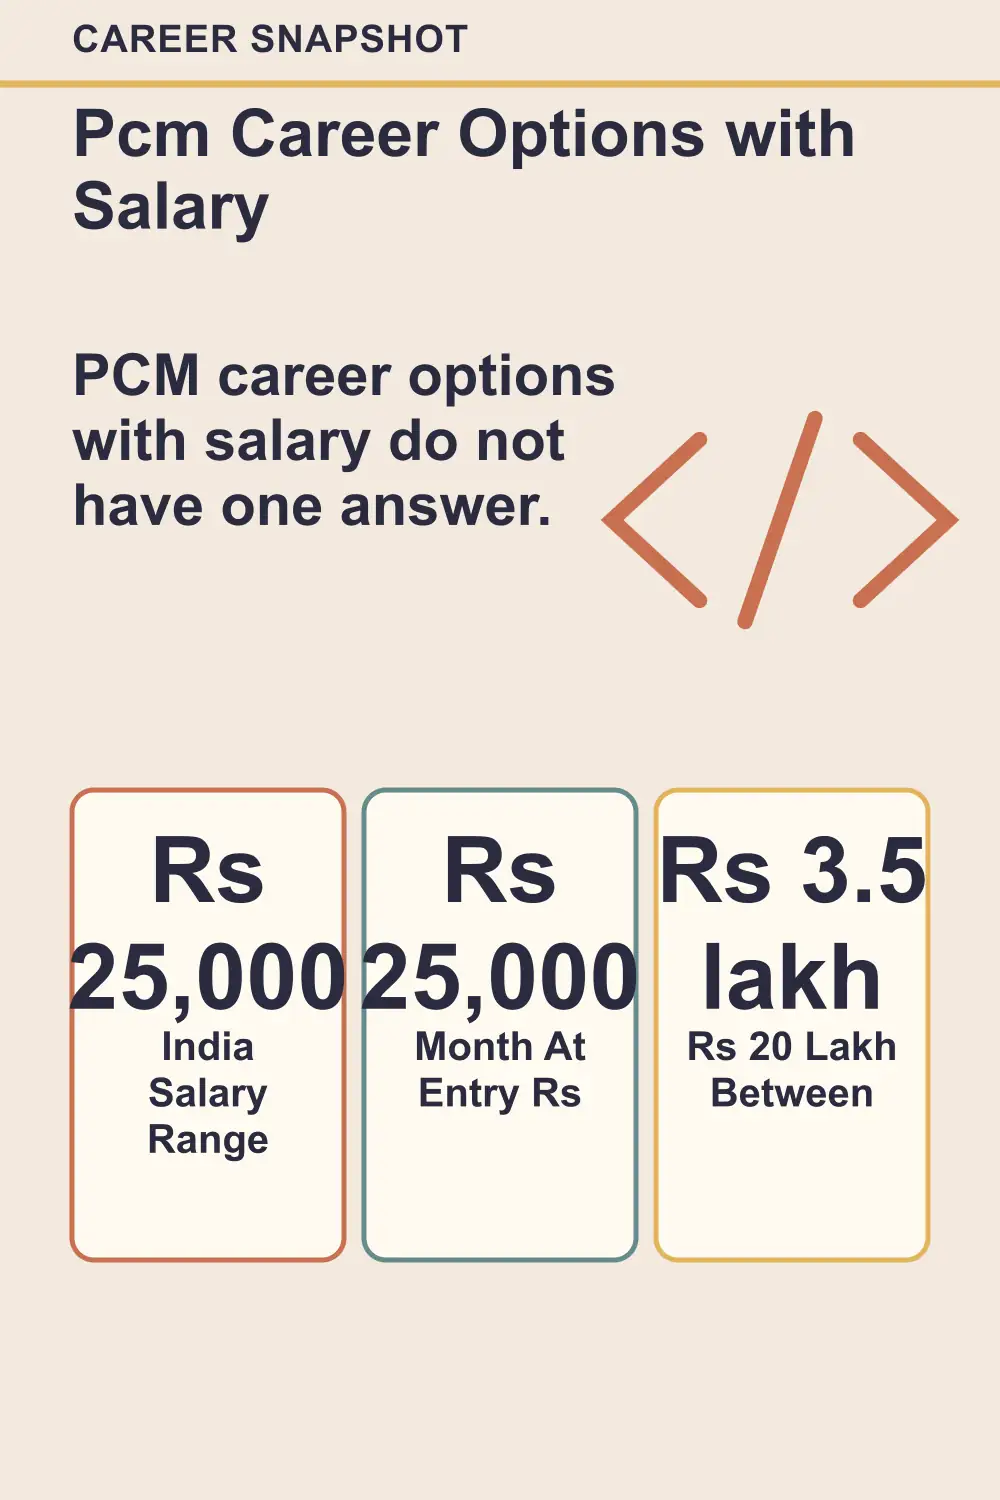 CAREER SNAPSHOT
Pcm Career Options with
Salary
PCM career options
with salary do not
have one answer.
Rs
25,000
India
Salary
Range
Rs
25,000
Month At
Entry Rs
Rs 3.5
lakh
Rs 20 Lakh
Between